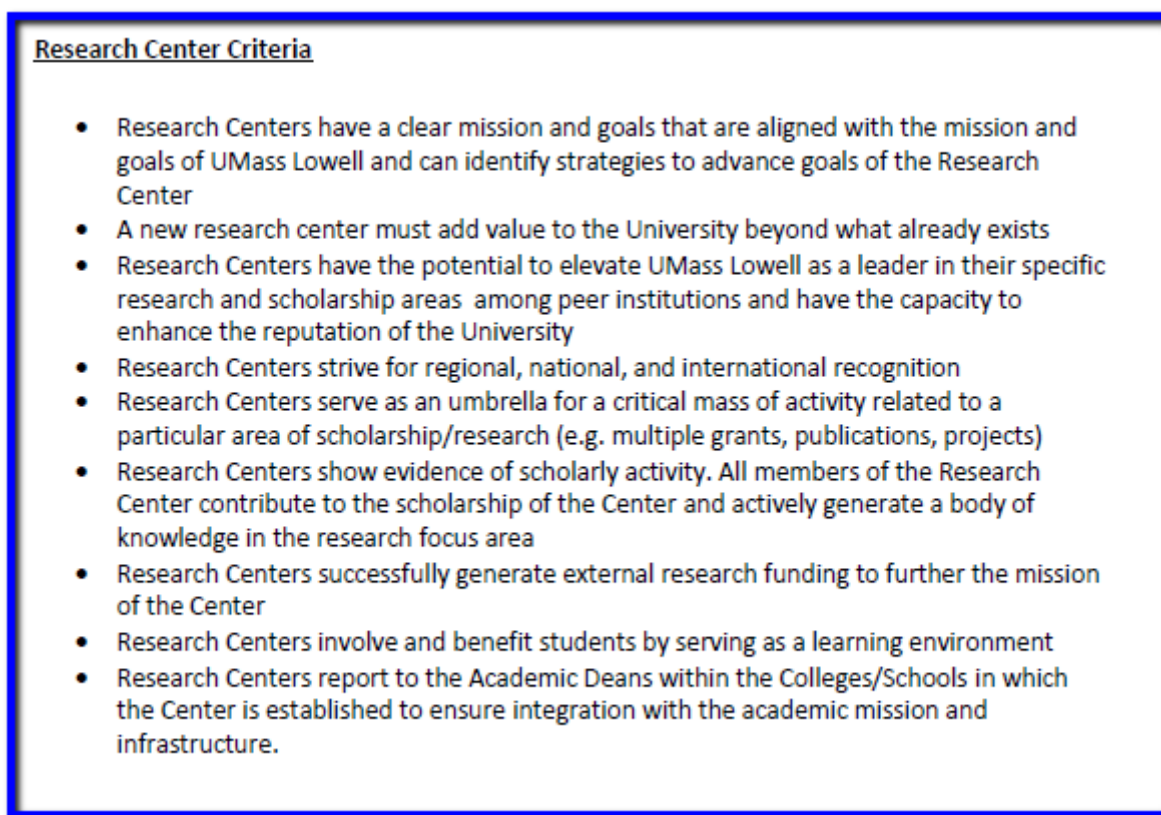 Research Center Criteria
• Research Centers have a clear mission and goals that are aligned with the mission and
goals of UMass Lowell and can identify strategies to advance goals of the Research
Center
• A new research center must add value to the University beyond what already exists
• Research Centers have the potential to elevate UMass Lowell as a leader in their specific
research and scholarship areas  among peer institutions and have the capacity to
enhance the reputation of the University
• Research Centers strive for regional, national, and international recognition
• Research Centers serve as an umbrella for a critical mass of activity related to a
particular area of scholarship/research (e.g. multiple grants, publications, projects)
• Research Centers show evidence of scholarly activity. All members of the Research
Center contribute to the scholarship of the Center and actively generate a body of
knowledge in the research focus area
• Research Centers successfully generate external research funding to further the mission
of the Center
• Research Centers involve and benefit students by serving as a learning environment
• Research Centers report to the Academic Deans within the Colleges/Schools in which
the Center is established to ensure integration with the academic mission and
infrastructure.